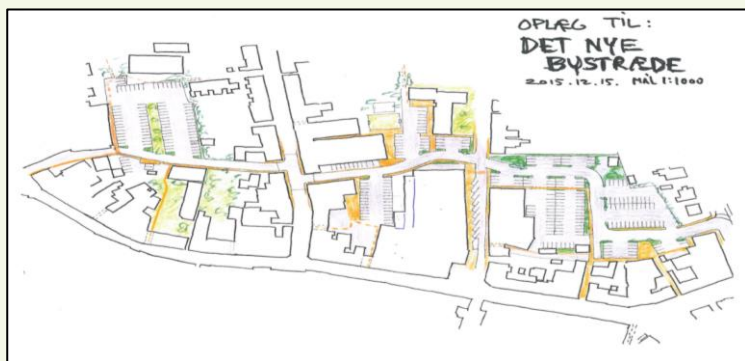 OPLÆG TIL:
DET NYE
BYSTRÆDE
2015.12.15. MÅL 1:1000